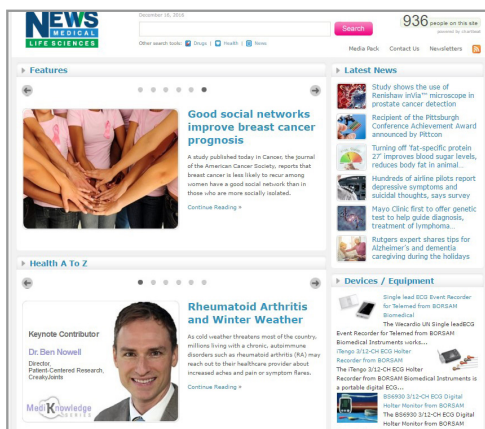 December 16, 2016
NEWS
MEDICAL
LIFE SCIENCES
Search
936 people on this site
powered by chartbeat
Other search tools: Drugs | Health | News
Media Pack Contact Us Newsletters
Features
Good social networks
improve breast cancer
prognosis
A study published today in Cancer, the journal
of the American Cancer Society, reports that
breast cancer is less likely to recur among
women have a good social network than in
those who are more socially isolated.
Continue Reading »
Latest News
Study shows the use of
Renishaw inVia™ microscope in
prostate cancer detection
Recipient of the Pittsburgh
Conference Achievement Award
announced by Pittcon
Turning off 'fat-specific protein
27' improves blood sugar levels,
reduces body fat in animal...
Hundreds of airline pilots report
depressive symptoms and
suicidal thoughts, says survey
Mayo Clinic first to offer genetic
test to help guide diagnosis,
treatment of lymphoma...
Rutgers expert shares tips for
Alzheimer's and dementia
caregiving during the holidays
Health A To Z
Keynote Contributor
Dr. Ben Nowell
Director,
Patient-Centered Research,
CreakyJoints
MediKnowledge
SERIES
Rheumatoid Arthritis
and Winter Weather
As cold weather threatens most of the country,
millions living with a chronic, autoimmune
disorders such as rheumatoid arthritis (RA) may
reach out to their healthcare provider about
increased aches and pain or symptom flares.
Continue Reading »
Devices / Equipment
Single lead ECG Event Recorder
for Telemed from BORSAM
Biomedical
The Wecardio UN Single leadECG
Event Recorder for Telemed from BORSAM
Biomedical Instruments works...
iTengo 3/12-CH ECG Holter
Recorder from BORSAM
The iTengo 3/12-CH ECG Holter
Recorder from BORSAM Biomedical Instruments is
a portable digital ECG...
BS6930 3/12-CH ECG Digital
Holter Monitor from BORSAM
The BS6930 3/12-CH ECG Digital
Holter Monitor from BORSAM